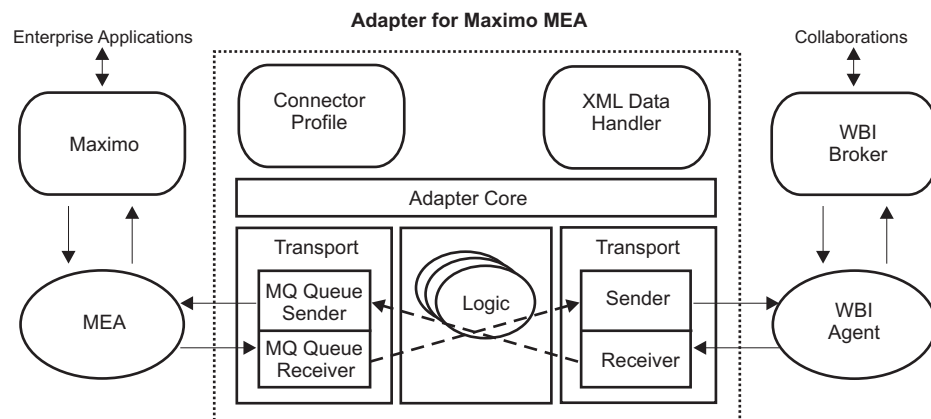 Adapter for Maximo MEA
Enterprise Applications
Collaborations
Connector
Profile
XML Data
Handler
Maximo
WBI
Broker
Adapter Core
Transport
Transport
MQ Queue
Sender
Logic
Sender
MEA
WBI
Agent
MQ Queue
Receiver
Receiver